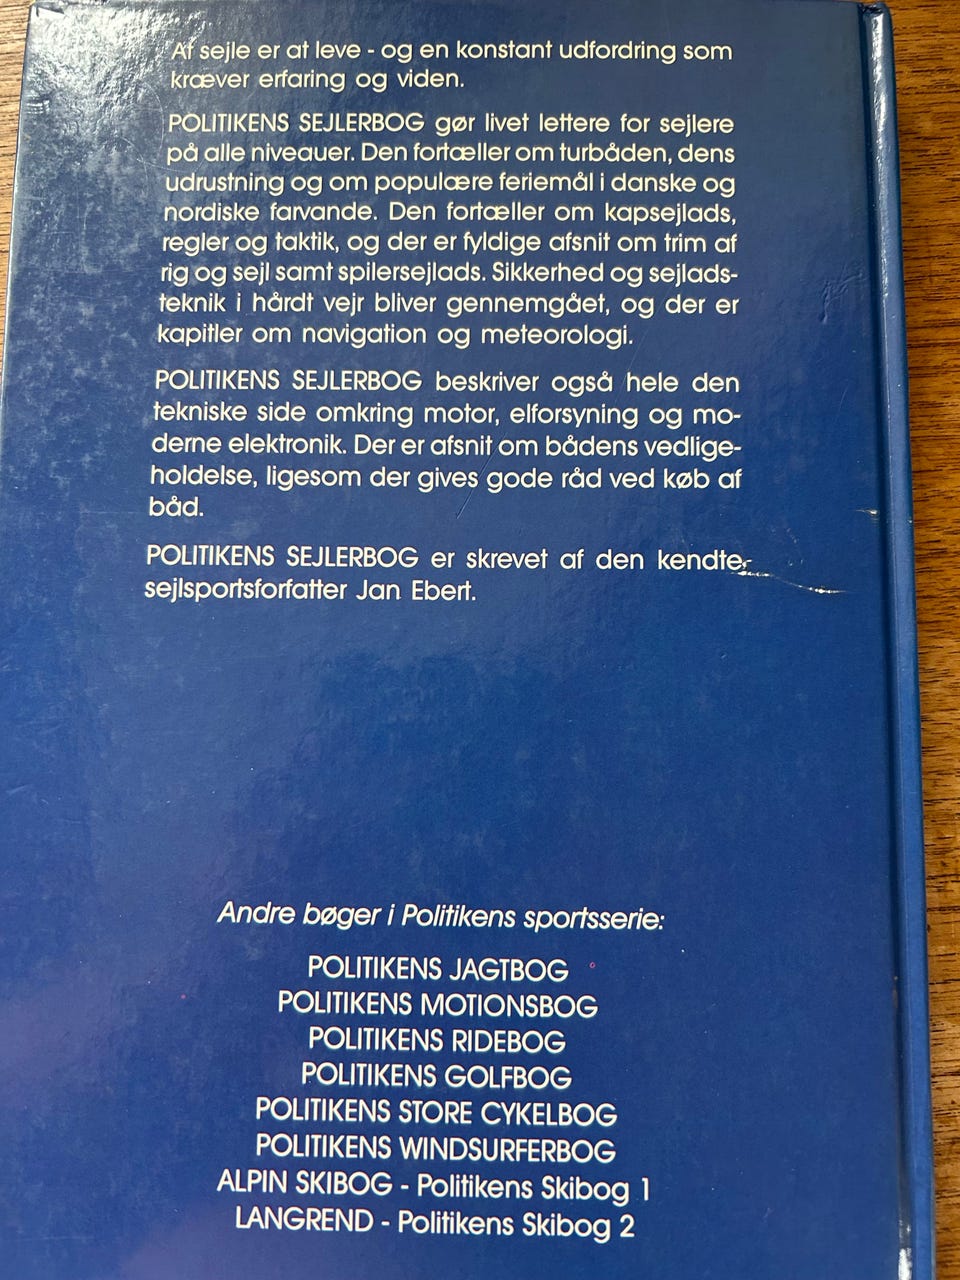 At sejle er at leve - og en konstant udfordring som
kræver erfaring og viden.
POLITIKENS SEJLERBOG gør livet lettere for sejlere
på alle niveauer. Den fortæller om turbåden, dens
udrustning og om populære feriemål i danske og
nordiske farvande. Den fortæller om kapsejlads,
regler og taktik, og der er fyldige afsnit om trim af
rig og sejl samt spilersejlads. Sikkerhed og sejlads-
teknik i hårdt vejr bliver gennemgået, og der er
kapitler om navigation og meteorologi.
POLITIKENS SEJLERBOG beskriver også hele den
tekniske side omkring motor, elforsyning og mo-
derne elektronik. Der er afsnit om bådens vedlige-
holdelse, ligesom der gives gode råd ved køb af
båd.
POLITIKENS SEJLERBOG er skrevet af den kendte
sejlsportsforfatter Jan Ebert.
Andre bøger i Politikens sportsserie:
POLITIKENS JAGTBOG
POLITIKENS MOTIONSBOG
POLITIKENS RIDEBOG
POLITIKENS GOLFBOG
POLITIKENS STORE CYKELBOG
POLITIKENS WINDSURFERBOG
ALPIN SKIBOG - Politikens Skibog 1
LANGREND - Politikens Skibog 2